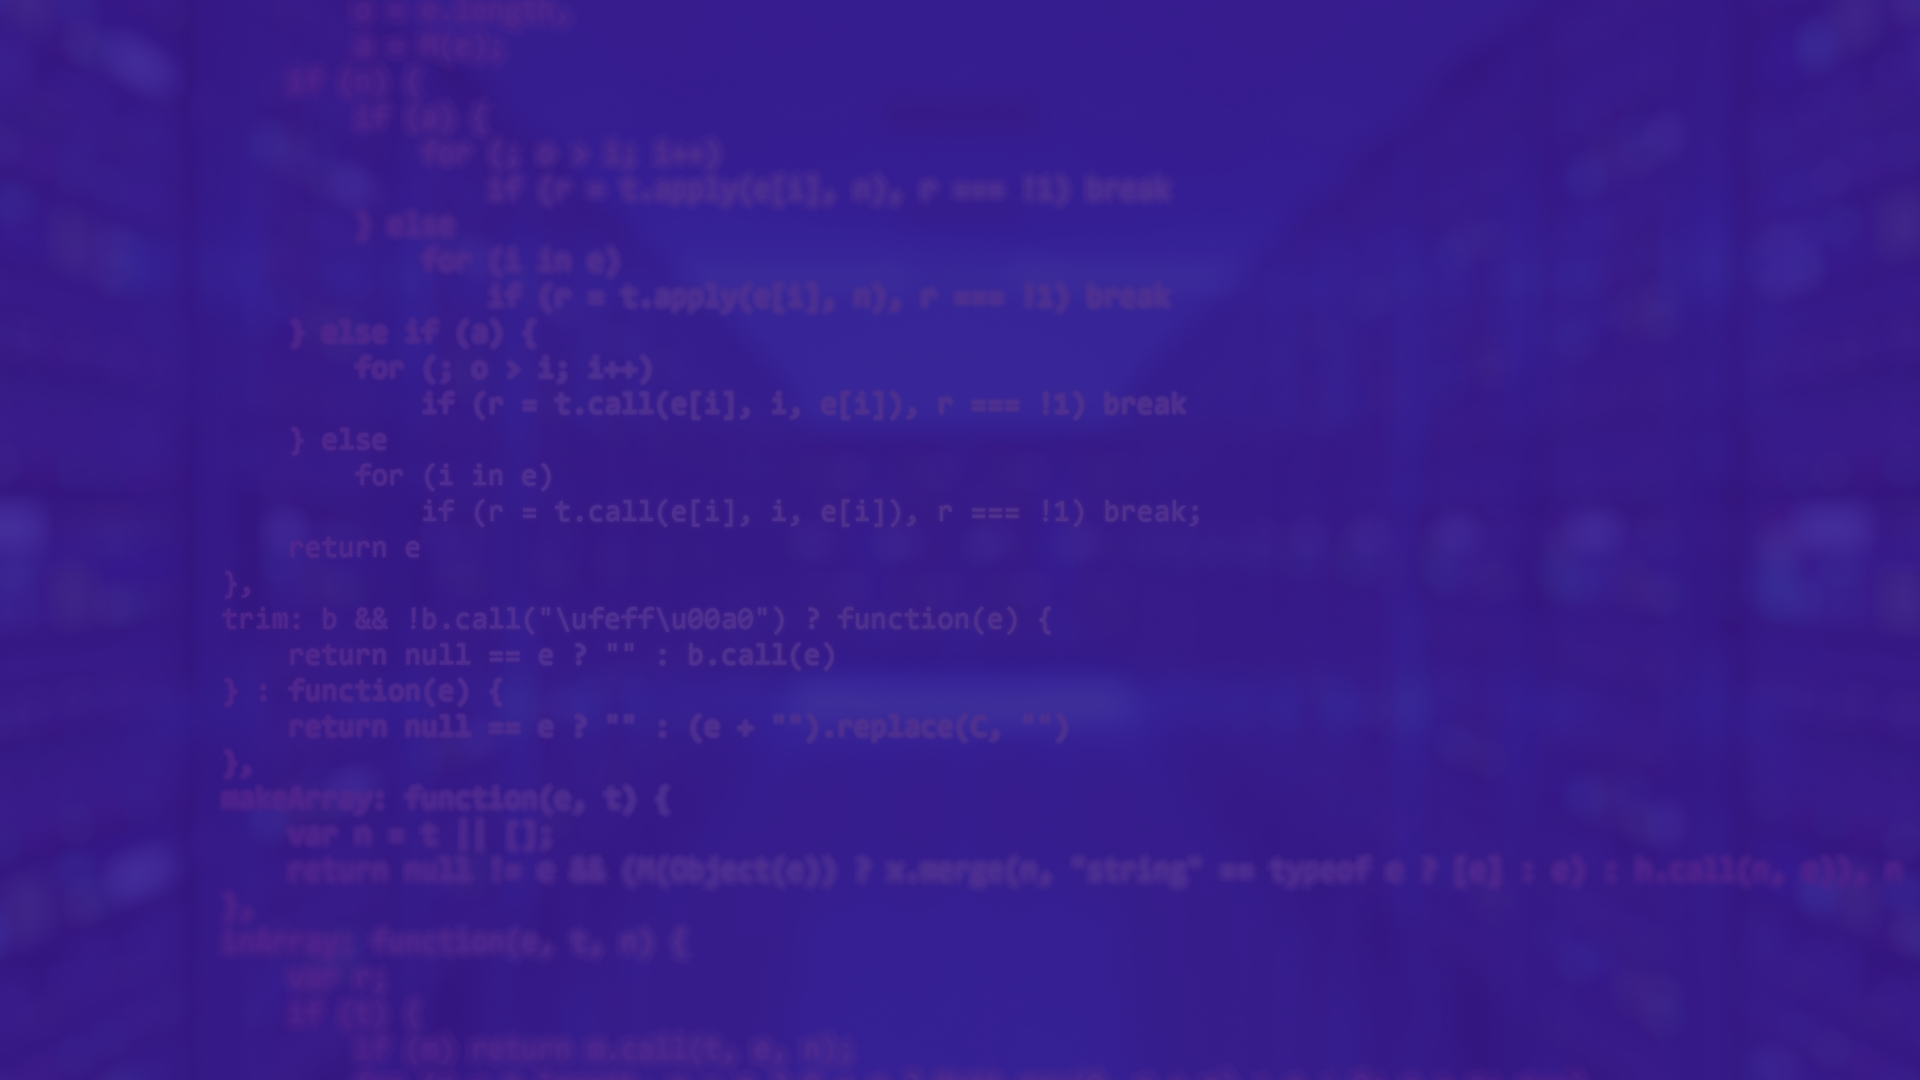 o = e.length,
a = M(e);
if (n) {
if (a) {
for (; o > i; i++)
if (r = t.apply(e[i], n), r === !1) break
} else
for (i in e)
if (r = t.apply(e[i], n), r === !1) break
} else if (a) {
for (; o > i; i++)
if (r = t.call(e[i], i, e[i]), r === !1) break
} else
for (i in e)
if (r = t.call(e[i], i, e[i]), r === !1) break;
return e
},
trim: b && !b.call("\ufeff\u00a0") ? function(e) {
return null == e ? "" : b.call(e)
} : function(e) {
return null == e ? "" : (e + "").replace(C, "")
},
makeArray: function(e, t) {
var n = t || [];
return null != e && (M(Object(e)) ? x.merge(n, "string" == typeof e ? [e] : e) : h.call(n, e)), n
},
inArray: function(e, t, n) {
var r;
if (t) {
if (m) return m.call(t, e, n);